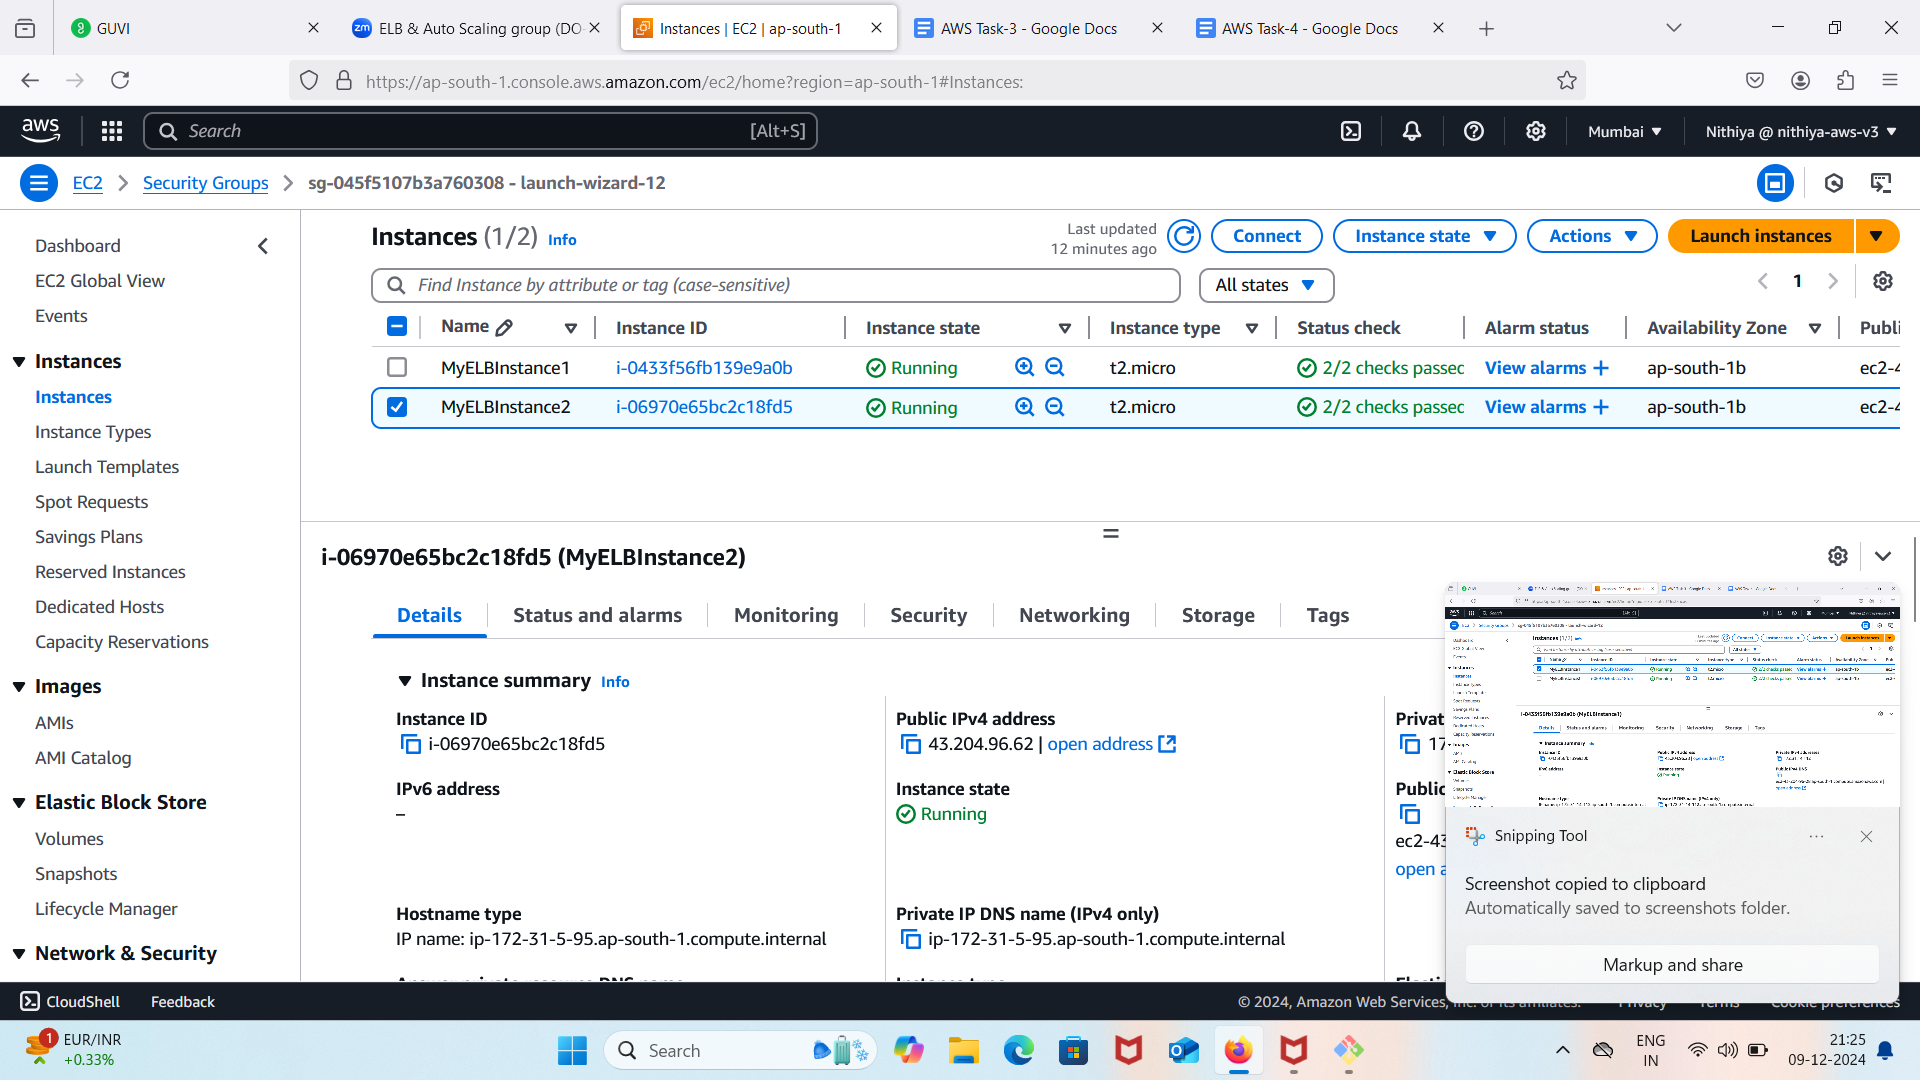 GUVI
zm ELB & Auto Scaling group (DO
Instances | EC2 | ap-south-1
AWS Task-3 - Google Docs
AWS Task-4 - Google Docs
https://ap-south-1.console.aws.amazon.com/ec2/home?region=ap-south-1#Instances:
aws
Search [Alt+S]
Mumbai
Nithiya @ nithiya-aws-v3
EC2
Security Groups
sg-045f5107b3a760308 - launch-wizard-12
Dashboard
EC2 Global View
Events
Instances
Instances
Instance Types
Launch Templates
Spot Requests
Savings Plans
Reserved Instances
Dedicated Hosts
Capacity Reservations
Images
AMIs
AMI Catalog
Elastic Block Store
Volumes
Snapshots
Lifecycle Manager
Network & Security
Instances (1/2) Info
Last updated
12 minutes ago
Connect
Instance state
Actions
Launch instances
Find Instance by attribute or tag (case-sensitive)
All states
1
Name Instance ID Instance state Instance type Status check Alarm status Availability Zone Publi
MyELBInstance1 i-0433f56fb139e9a0b Running t2.micro 2/2 checks passed View alarms + ap-south-1b ec2-4
MyELBInstance2 i-06970e65bc2c18fd5 Running t2.micro 2/2 checks passed View alarms + ap-south-1b ec2-4
i-06970e65bc2c18fd5 (MyELBInstance2)
Details
Status and alarms
Monitoring
Security
Networking
Storage
Tags
Instance summary Info
Instance ID
i-06970e65bc2c18fd5
Public IPv4 address
43.204.96.62 | open address
Privat
17
IPv6 address
–
Instance state
Running
Public
ec2-43
open a
Hostname type
IP name: ip-172-31-5-95.ap-south-1.compute.internal
Private IP DNS name (IPv4 only)
ip-172-31-5-95.ap-south-1.compute.internal
Snipping Tool
Screenshot copied to clipboard
Automatically saved to screenshots folder.
Markup and share
CloudShell
Feedback
© 2024, Amazon Web Services, Inc. or its affiliates.
Privacy
Terms
Cookie preferences
1
EUR/INR
+0.33%
Search
ENG
IN
21:25
09-12-2024